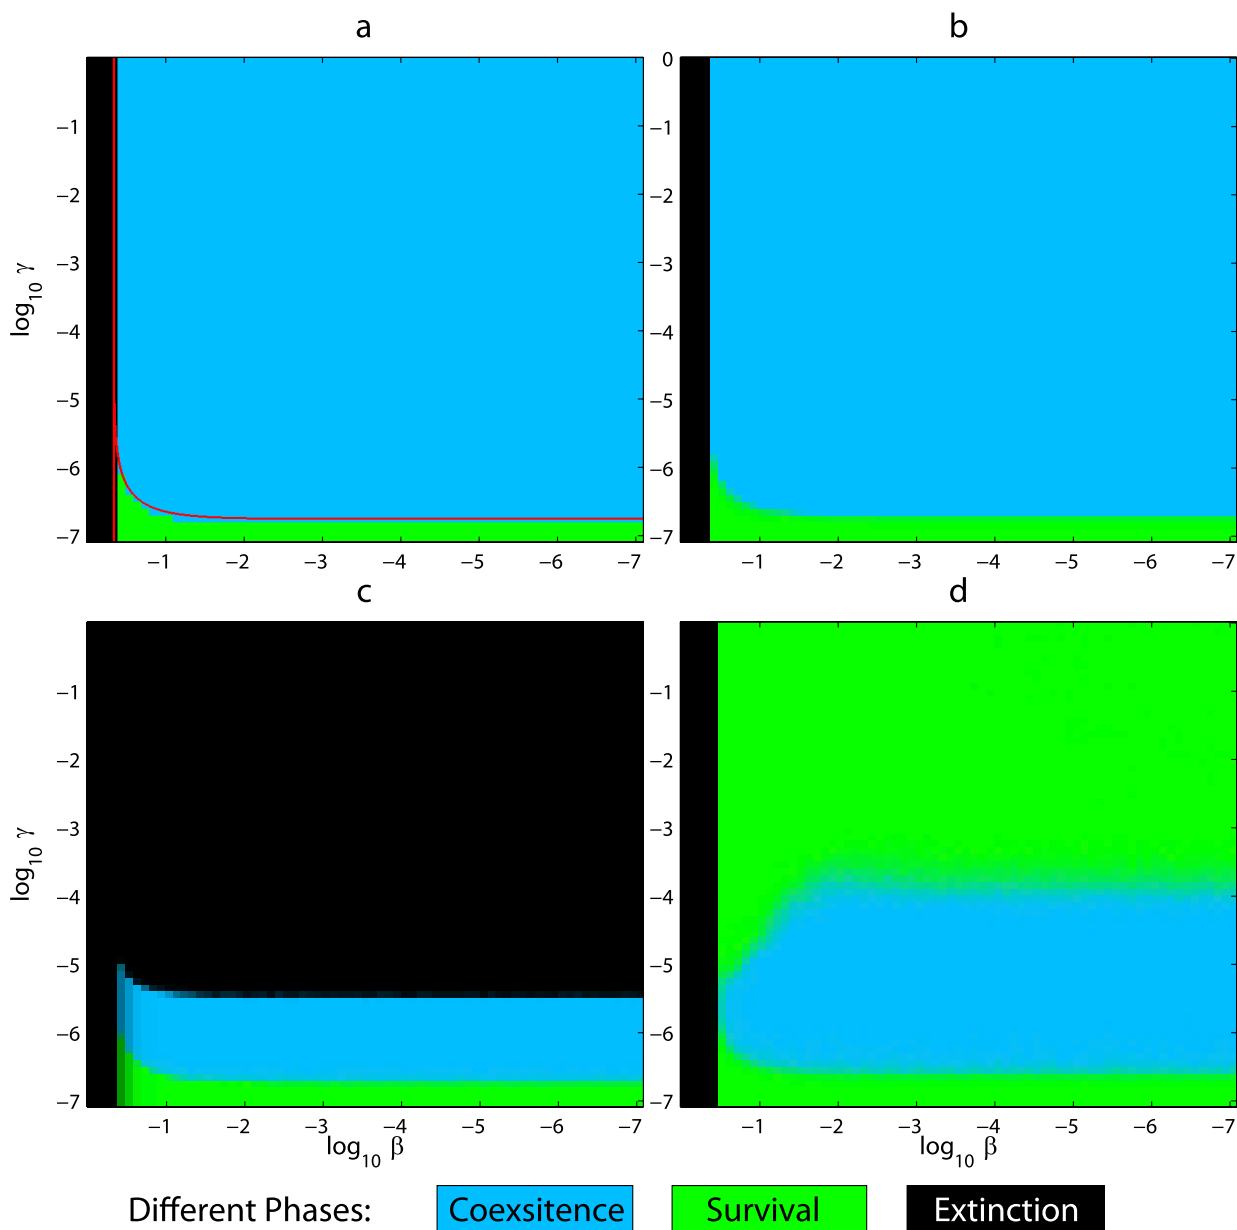 a
b
−1
−2
−3
−4
−5
−6
−7
log10 γ
−1 −2 −3 −4 −5 −6 −7
0
−1
−2
−3
−4
−5
−6
−7
−1 −2 −3 −4 −5 −6 −7
c
d
−1
−2
−3
−4
−5
−6
−7
log10 γ
−1 −2 −3 −4 −5 −6 −7
log10 β
−1
−2
−3
−4
−5
−6
−7
−1 −2 −3 −4 −5 −6 −7
log10 β
Different Phases: Coexsitence Survival Extinction